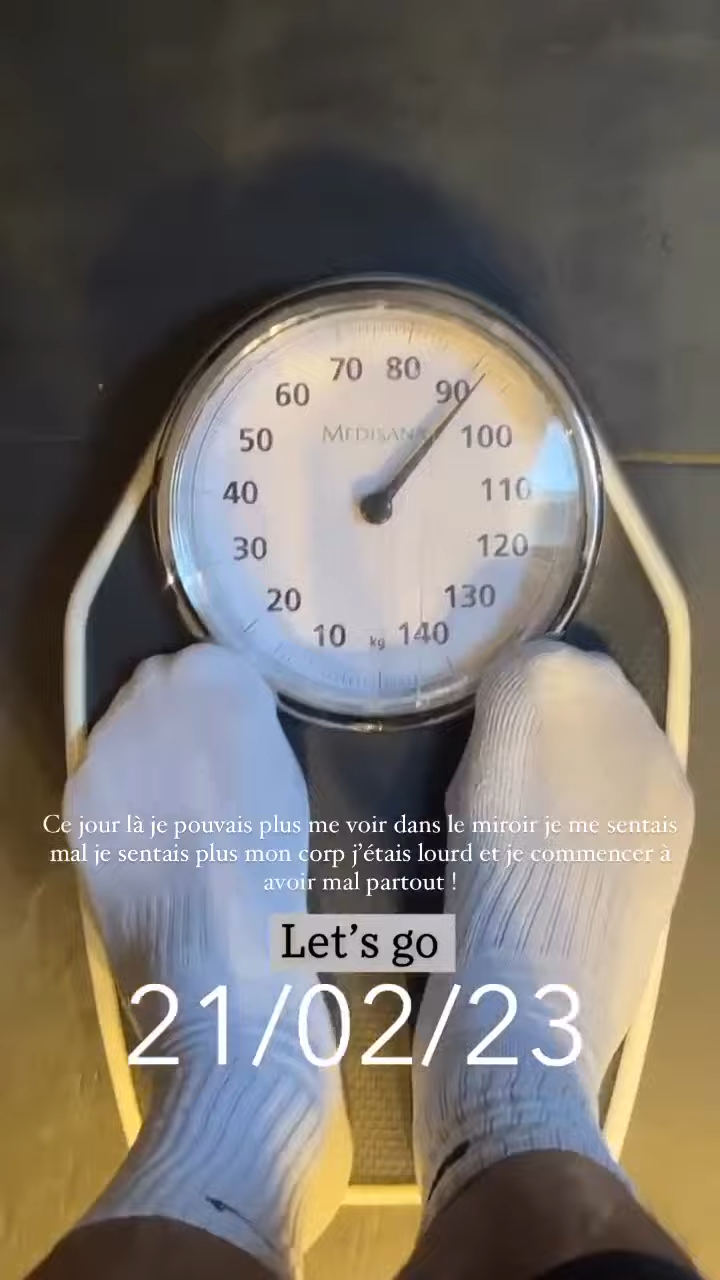 70 80
60 90
50 MEDISANA 100
40 110
30 120
20 130
10 kg 140
Ce jour là je pouvais plus me voir dans le miroir je me sentais
mal je sentais plus mon corp j’étais lourd et je commencer à
avoir mal partout !
Let’s go
21/02/23